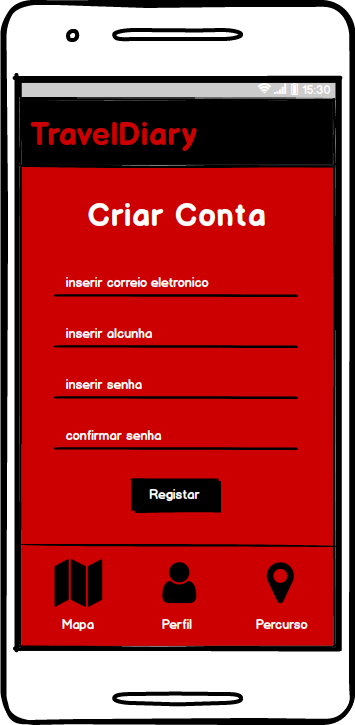 15:30
TravelDiary
Criar Conta
inserir correio eletronico
inserir alcunha
inserir senha
confirmar senha
Registar
Mapa Perfil Percurso